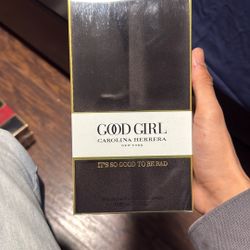 GOOD GIRL
CAROLINA HERRERA
NEW YORK
IT'S SO GOOD TO BE BAD